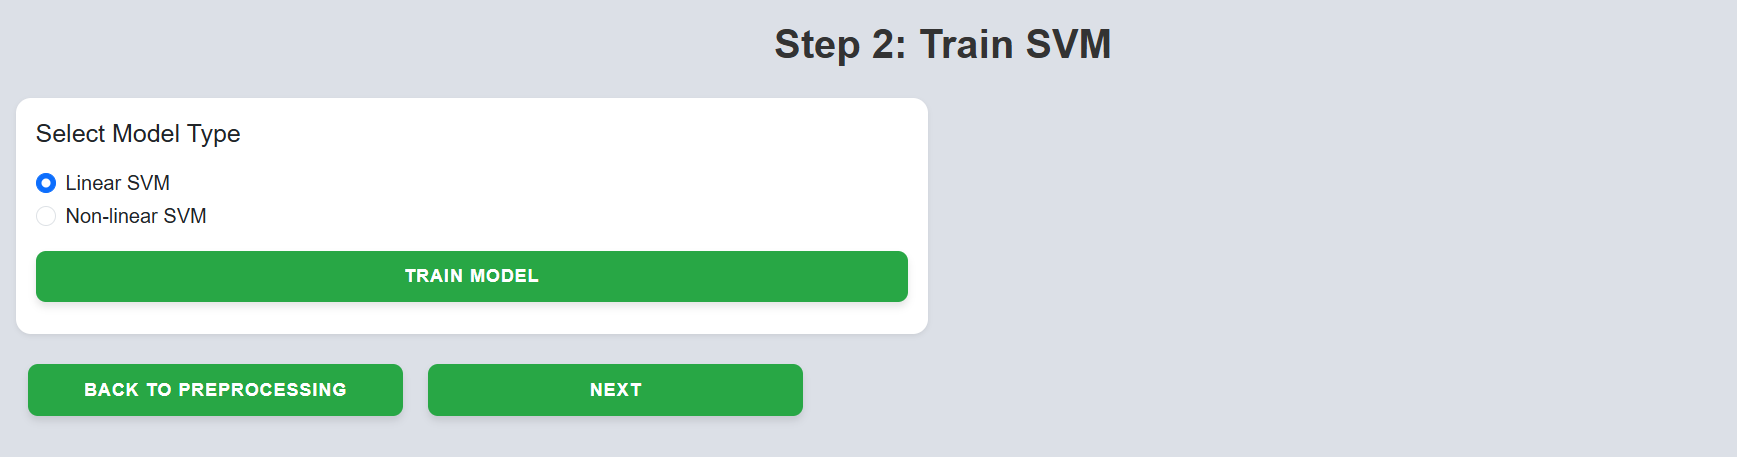 Step 2: Train SVM
Select Model Type
Linear SVM
Non-linear SVM
TRAIN MODEL
BACK TO PREPROCESSING
NEXT